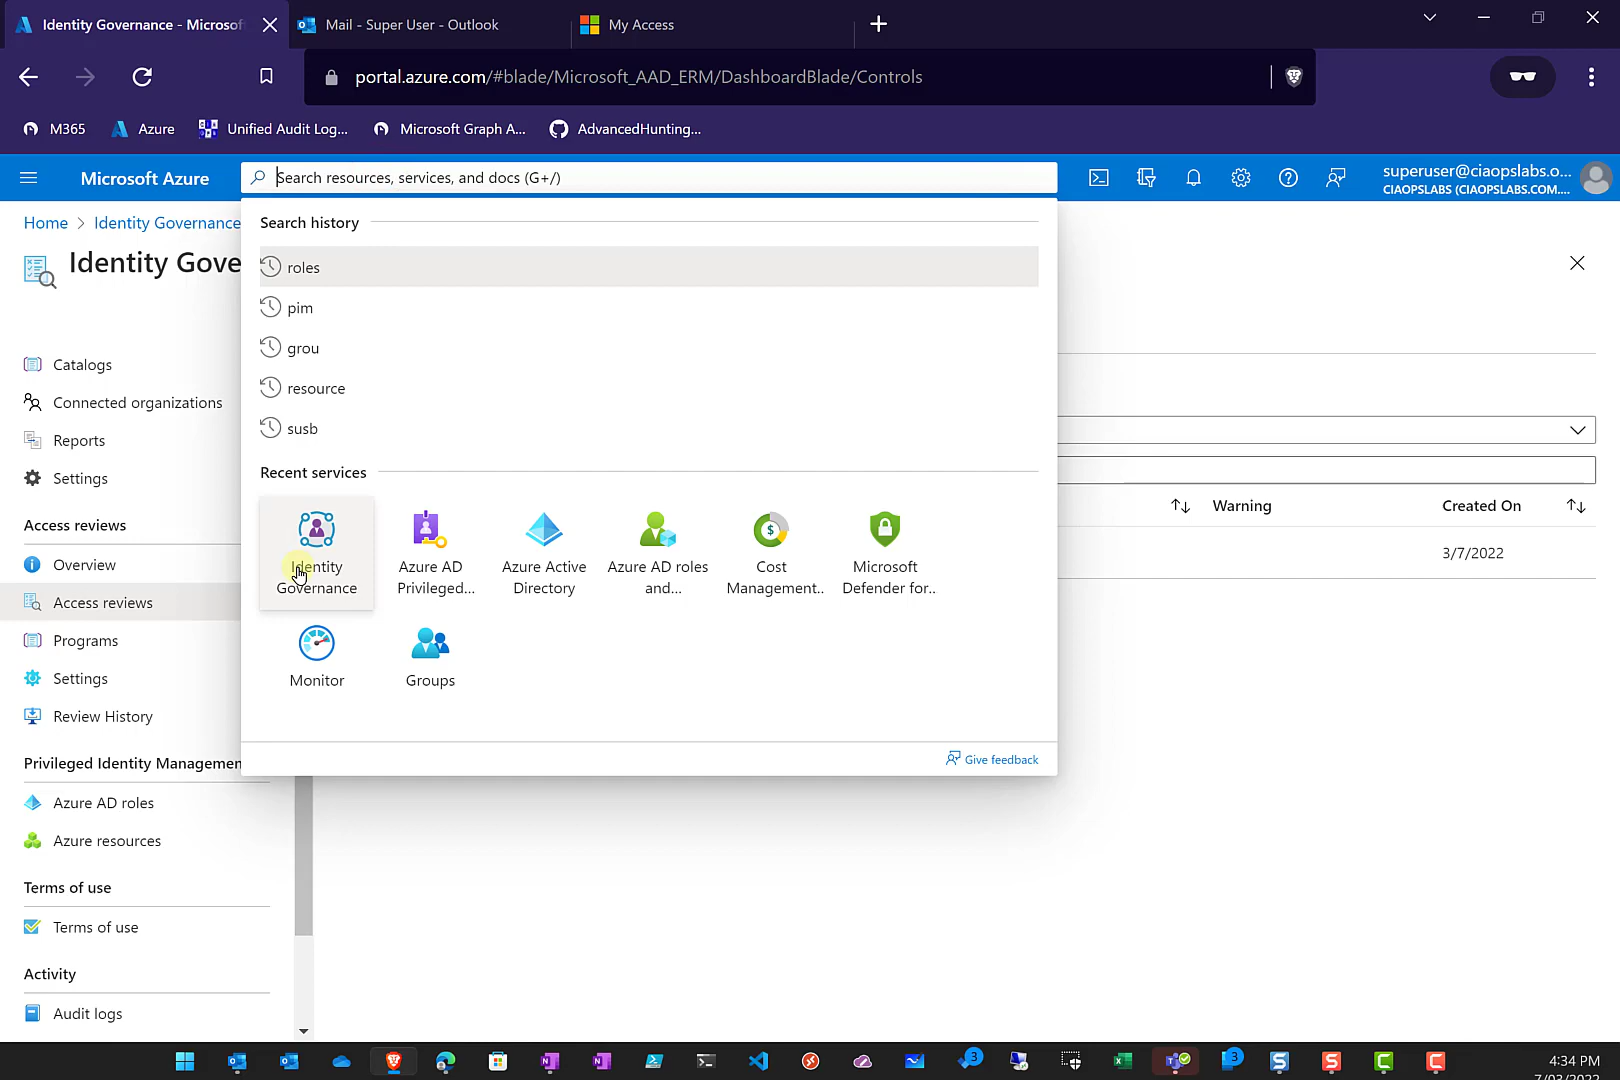 Identity Governance - Microsof
Mail - Super User - Outlook
My Access
portal.azure.com/#blade/Microsoft_AAD_ERM/DashboardBlade/Controls
M365
Azure
Unified Audit Log...
Microsoft Graph A...
AdvancedHunting...
Microsoft Azure
Search resources, services, and docs (G+/)
superuser@ciaopslabs.o...
CIAOPSLABS (CIAOPSLABS.COM....
Home > Identity Governance
Identity Gove
Search history
roles
pim
grou
resource
susb
Recent services
Identity Governance
Azure AD Privileged...
Azure Active Directory
Azure AD roles and...
Cost Management...
Microsoft Defender for...
Monitor
Groups
Give feedback
Catalogs
Connected organizations
Reports
Settings
Access reviews
Overview
Access reviews
Programs
Settings
Review History
Privileged Identity Managemen
Azure AD roles
Azure resources
Terms of use
Terms of use
Activity
Audit logs
Warning
Created On
3/7/2022
3
3
4:34 PM
7/03/2022